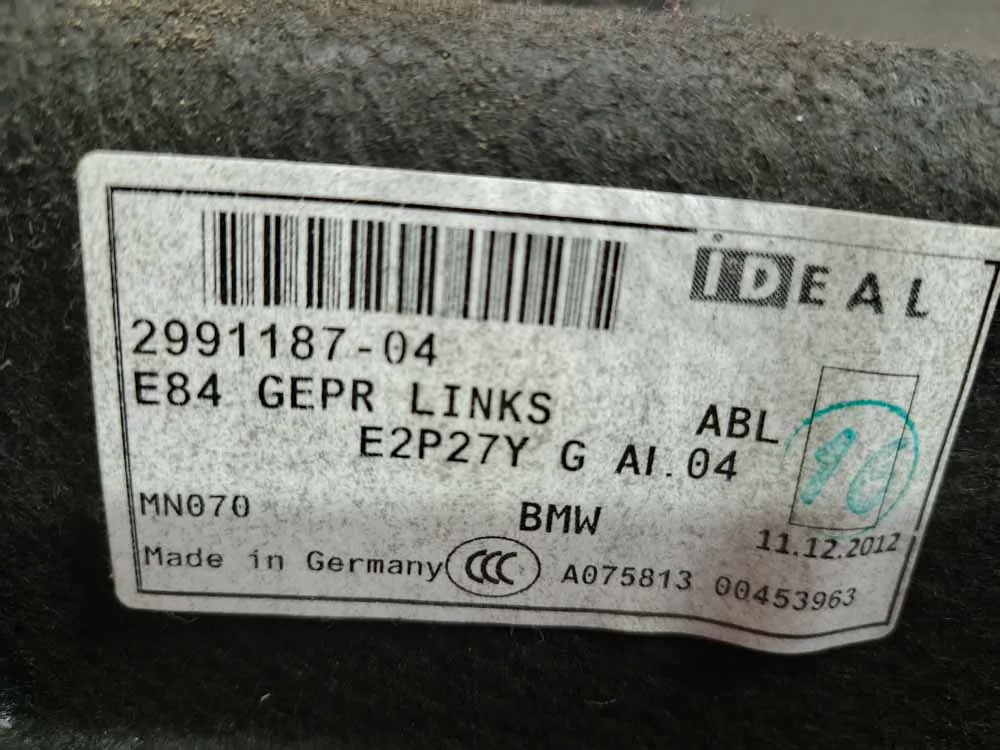 IDEAL
2991187-04
E84 GEPR LINKS ABL
E2P27Y G AI.04
16
MN070 BMW
11.12.2012
Made in Germany CCC A075813 00453963